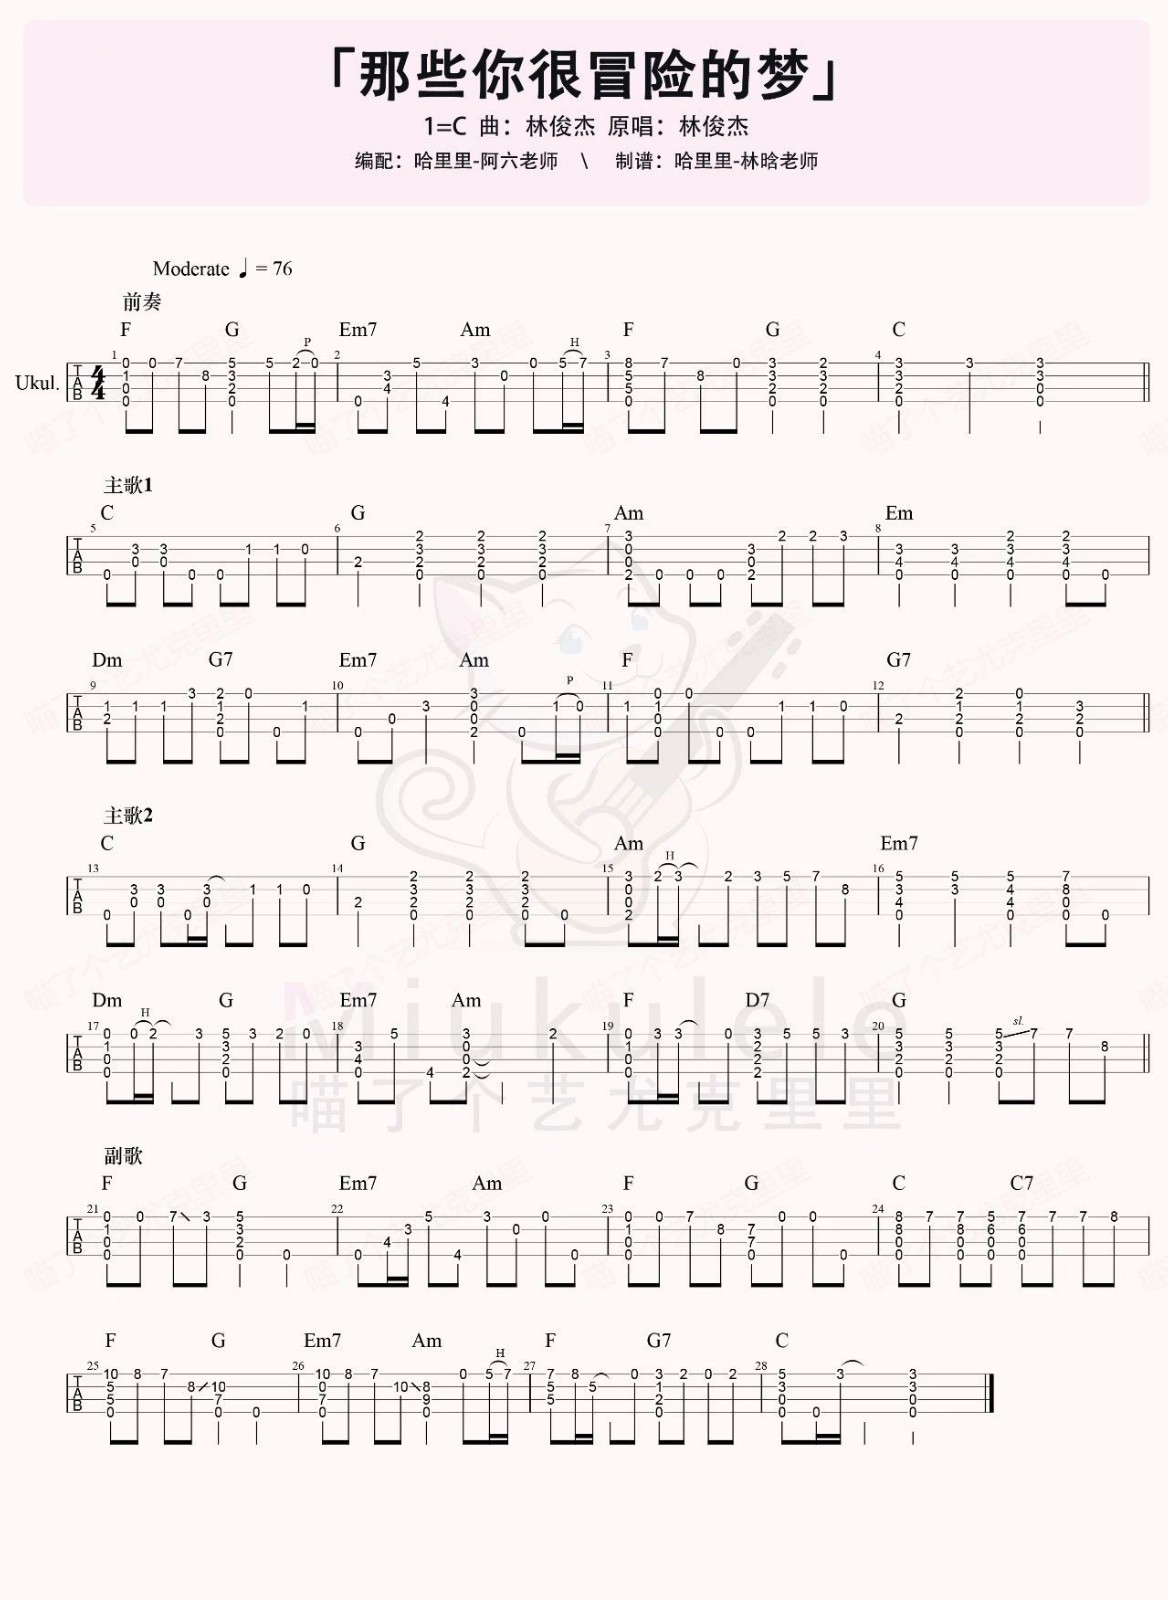 「那些你很冒险的梦」
1=C 曲：林俊杰 原唱：林俊杰
编配：哈里里-阿六老师 \ 制谱：哈里里-林晗老师
Moderate ♩ = 76
前奏
F G Em7 Am F G C
Ukul.
主歌1
C G Am Em
Dm G7 Em7 Am F G7
主歌2
C G Am Em7
Dm G Em7 Am F D7 G
副歌
F G Em7 Am F G C C7
F G Em7 Am F G7 C
Miukulele
喵了个艺尤克里里